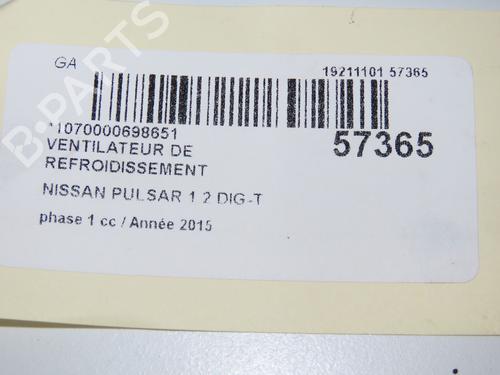 GA
19211101 57365
*1070000698651
57365
VENTILATEUR DE
REFROIDISSEMENT
NISSAN PULSAR 1 2 DIG-T
phase 1 cc / Année 2015
B-PARTS